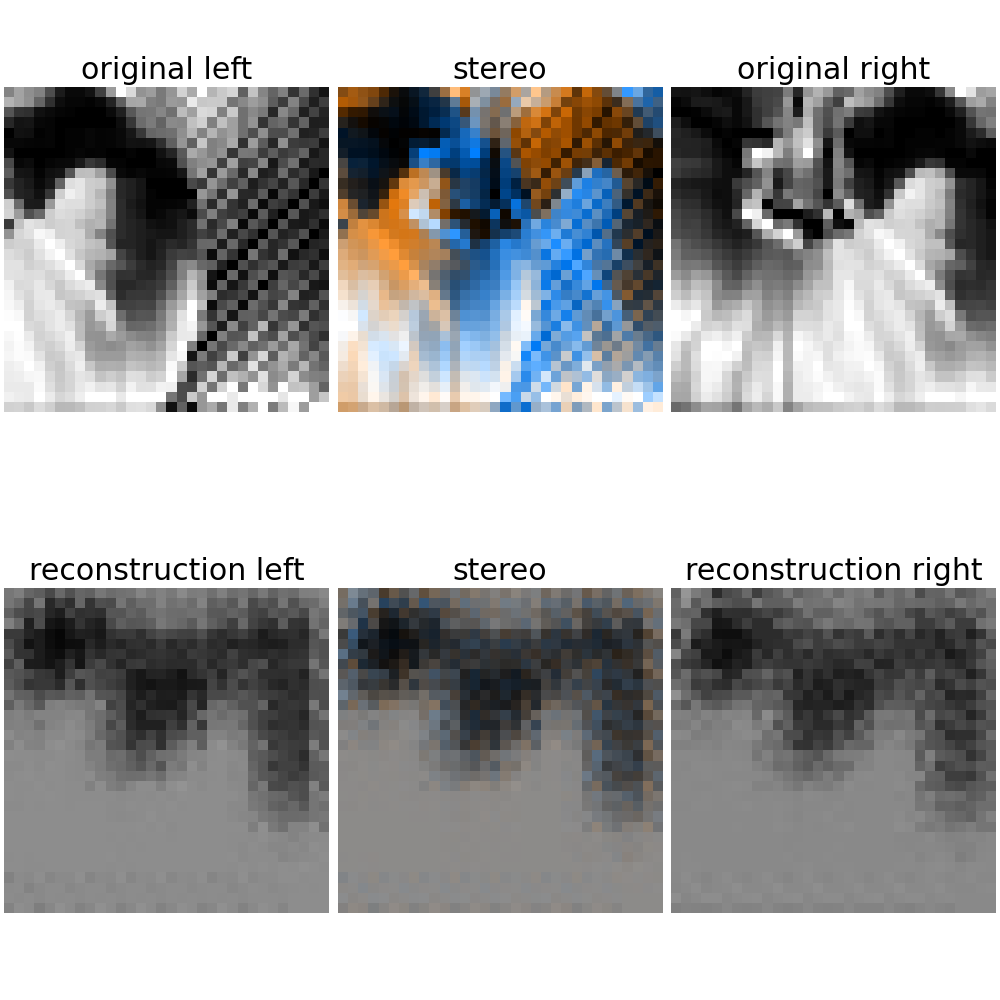 original left
stereo
original right
reconstruction left
stereo
reconstruction right